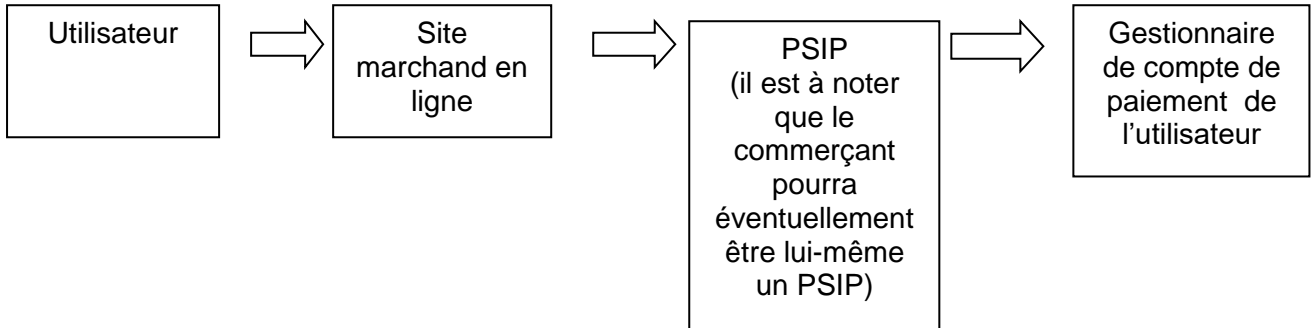 Utilisateur
Site
marchand en
ligne
PSIP
(il est à noter
que le
commerçant
pourra
éventuellement
être lui-même
un PSIP)
Gestionnaire
de compte de
paiement de
l'utilisateur